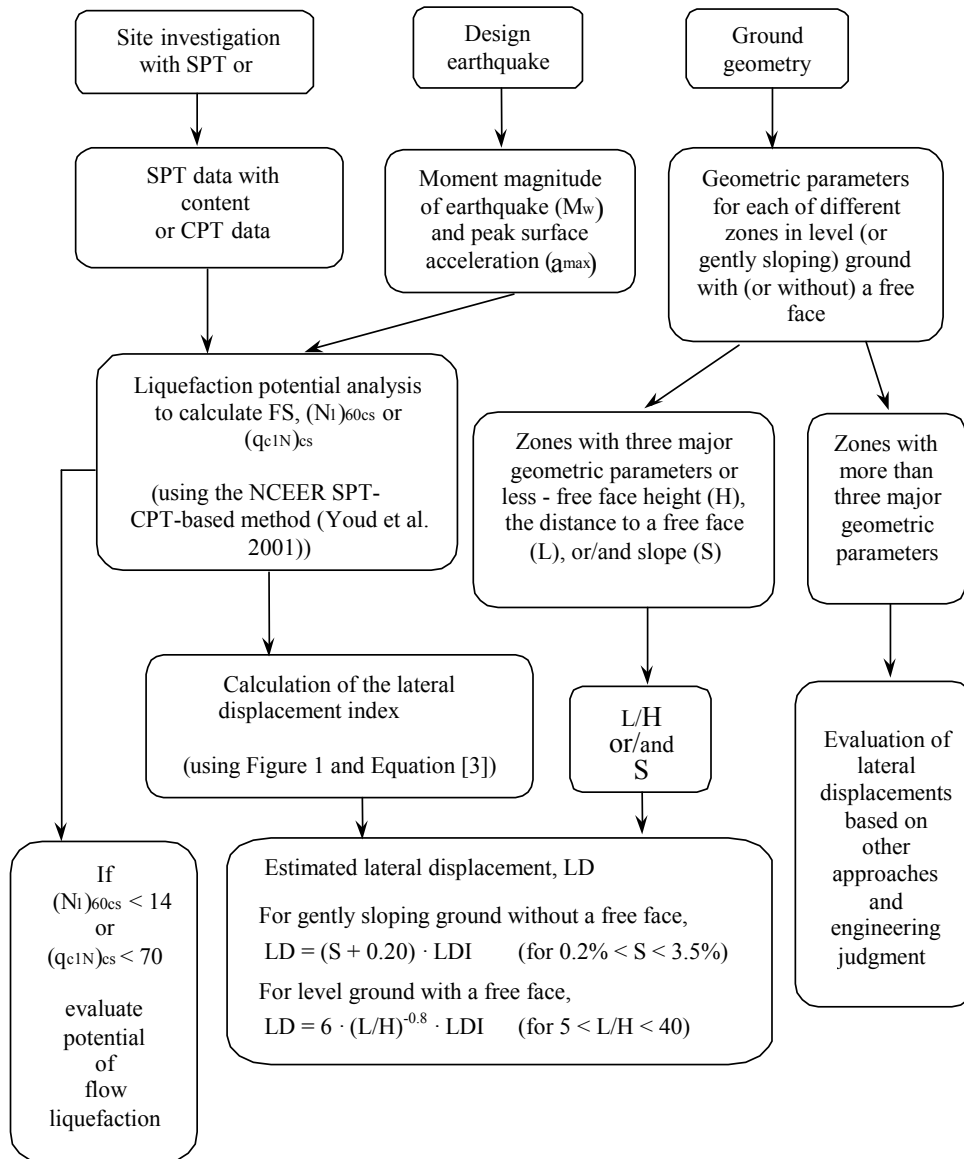 Site investigation
with SPT or
Design
earthquake
Ground
geometry
SPT data with
content
or CPT data
Moment magnitude
of earthquake (Mw)
and peak surface
acceleration (amax)
Geometric parameters
for each of different
zones in level (or
gently sloping) ground
with (or without) a free
face
Liquefaction potential analysis
to calculate FS, (N1)60cs or
(qc1N)cs
(using the NCEER SPT-
CPT-based method (Youd et al.
2001))
Zones with three major
geometric parameters or
less - free face height (H),
the distance to a free face
(L), or/and slope (S)
Zones with
more than
three major
geometric
parameters
Calculation of the lateral
displacement index
(using Figure 1 and Equation [3])
L/H
or/and
S
Evaluation of
lateral
displacements
based on
other
approaches
and
engineering
judgment
If
(N1)60cs < 14
or
(qc1N)cs < 70
evaluate
potential
of
flow
liquefaction
Estimated lateral displacement, LD
For gently sloping ground without a free face,
LD = (S + 0.20) · LDI (for 0.2% < S < 3.5%)
For level ground with a free face,
LD = 6 · (L/H)^-0.8 · LDI (for 5 < L/H < 40)